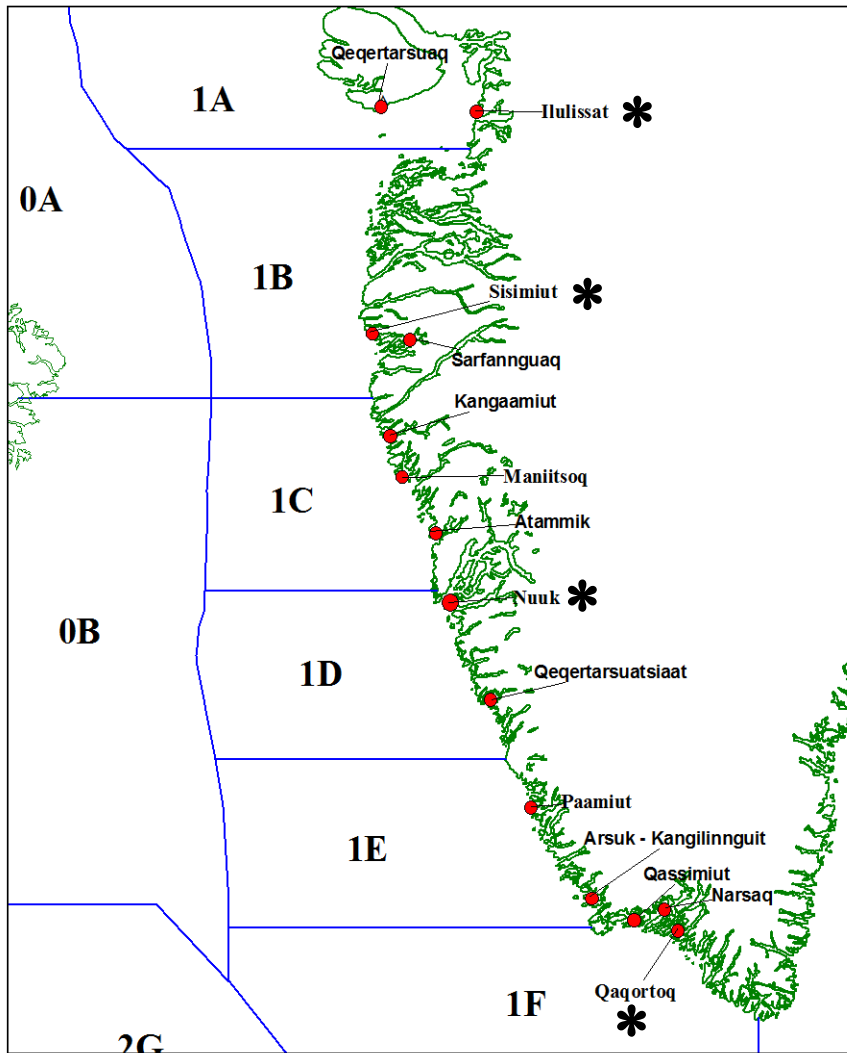 Qeqertarsuaq
1A
Ilulissat *
0A
1B
Sisimiut *
Sarfannguaq
Kangaamiut
Maniitsoq
1C
Atammik
Nuuk *
0B
1D
Qeqertarsuatsiaat
Paamiut
Arsuk - Kangilinnguit
1E
Qassimiut
Narsaq
Qaqortoq
*
1F
2G